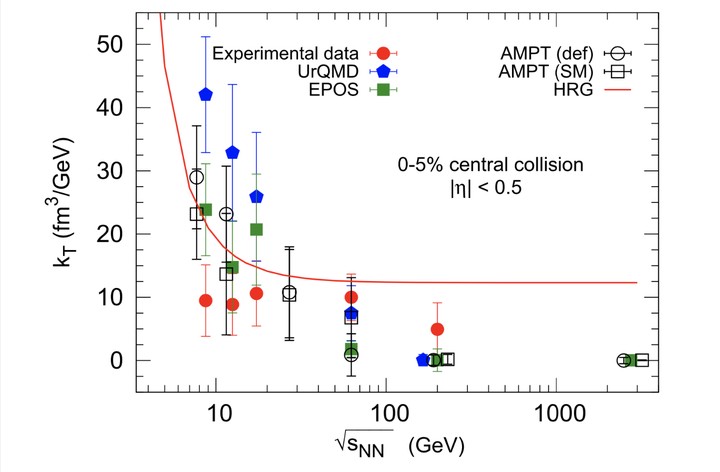 50
40
30
20
10
0
k_T (fm³/GeV)
Experimental data
UrQMD
EPOS
AMPT (def)
AMPT (SM)
HRG
0-5% central collision
|η| < 0.5
10 100 1000
√s_NN (GeV)